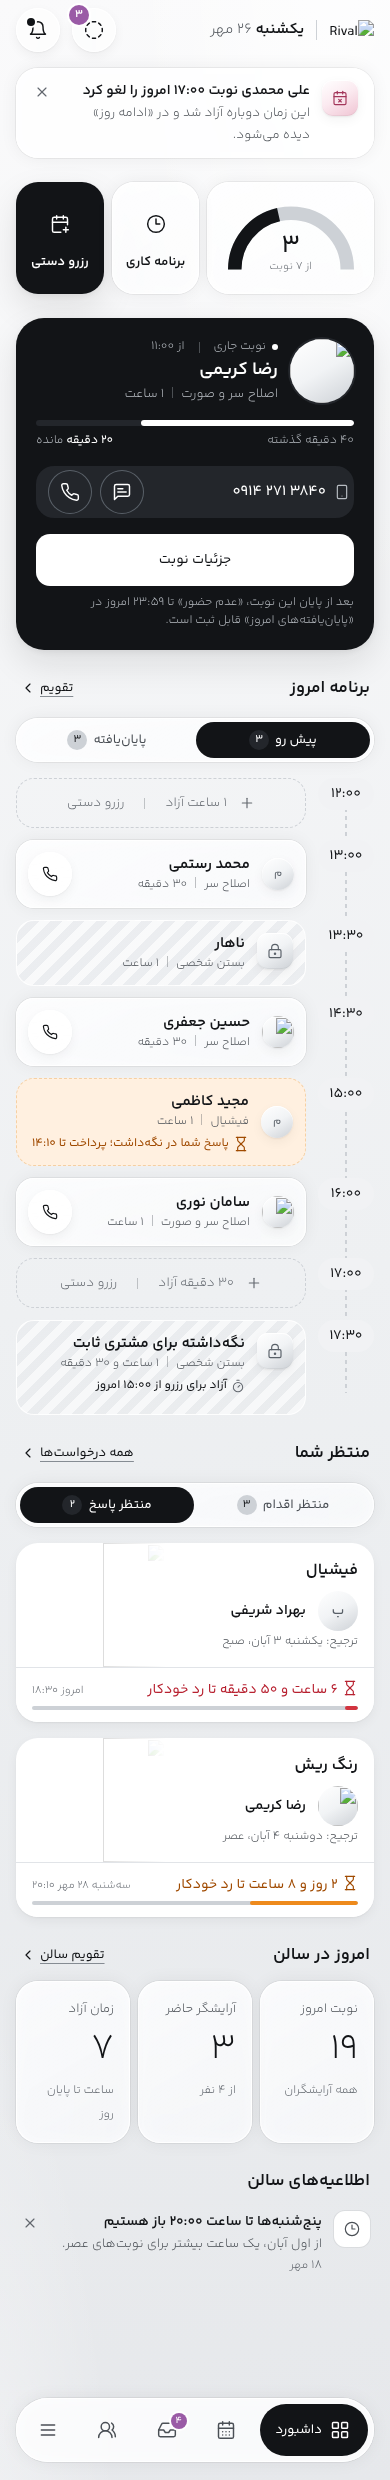 Rival
یکشنبه ۲۶ مهر
۳
علی محمدی نوبت ۱۷:۰۰ امروز را لغو کرد
این زمان دوباره آزاد شد و در «ادامه روز»
دیده می‌شود.
۳
از ۷ نوبت
برنامه کاری
رزرو دستی
نوبت جاری | از ۱۱:۰۰
رضا کریمی
اصلاح سر و صورت | ۱ ساعت
۴۰ دقیقه گذشته
۲۰ دقیقه مانده
۰۹۱۴ ۲۷۱ ۳۸۴۰
جزئیات نوبت
بعد از پایان این نوبت، «عدم حضور» تا ۲۳:۵۹ امروز در
«پایان‌یافته‌های امروز» قابل ثبت است.
برنامه امروز
تقویم
پیش رو ۳
پایان‌یافته ۳
۱۲:۰۰
۱ ساعت آزاد | رزرو دستی
۱۳:۰۰
م
محمد رستمی
اصلاح سر | ۳۰ دقیقه
۱۳:۳۰
ناهار
بستن شخصی | ۱ ساعت
۱۴:۳۰
حسین جعفری
اصلاح سر | ۳۰ دقیقه
۱۵:۰۰
م
مجید کاظمی
فیشیال | ۱ ساعت
پاسخ شما در نگه‌داشت؛ پرداخت تا ۱۴:۱۰
۱۶:۰۰
سامان نوری
اصلاح سر و صورت | ۱ ساعت
۱۷:۰۰
۳۰ دقیقه آزاد | رزرو دستی
۱۷:۳۰
نگه‌داشته برای مشتری ثابت
بستن شخصی | ۱ ساعت و ۳۰ دقیقه
آزاد برای رزرو از ۱۵:۰۰ امروز
منتظر شما
همه درخواست‌ها
منتظر اقدام ۳
منتظر پاسخ ۲
فیشیال
ب
بهراد شریفی
ترجیح: یکشنبه ۳ آبان، صبح
۶ ساعت و ۵۰ دقیقه تا رد خودکار
امروز ۱۸:۳۰
رنگ ریش
رضا کریمی
ترجیح: دوشنبه ۴ آبان، عصر
۲ روز و ۸ ساعت تا رد خودکار
سه‌شنبه ۲۸ مهر ۲۰:۱۰
امروز در سالن
تقویم سالن
نوبت امروز
۱۹
همه آرایشگران
آرایشگر حاضر
۳
از ۴ نفر
زمان آزاد
۷
ساعت تا پایان
روز
اطلاعیه‌های سالن
پنج‌شنبه‌ها تا ساعت ۲۰:۰۰ باز هستیم
از اول آبان، یک ساعت بیشتر برای نوبت‌های عصر.
۱۸ مهر
داشبورد
۴